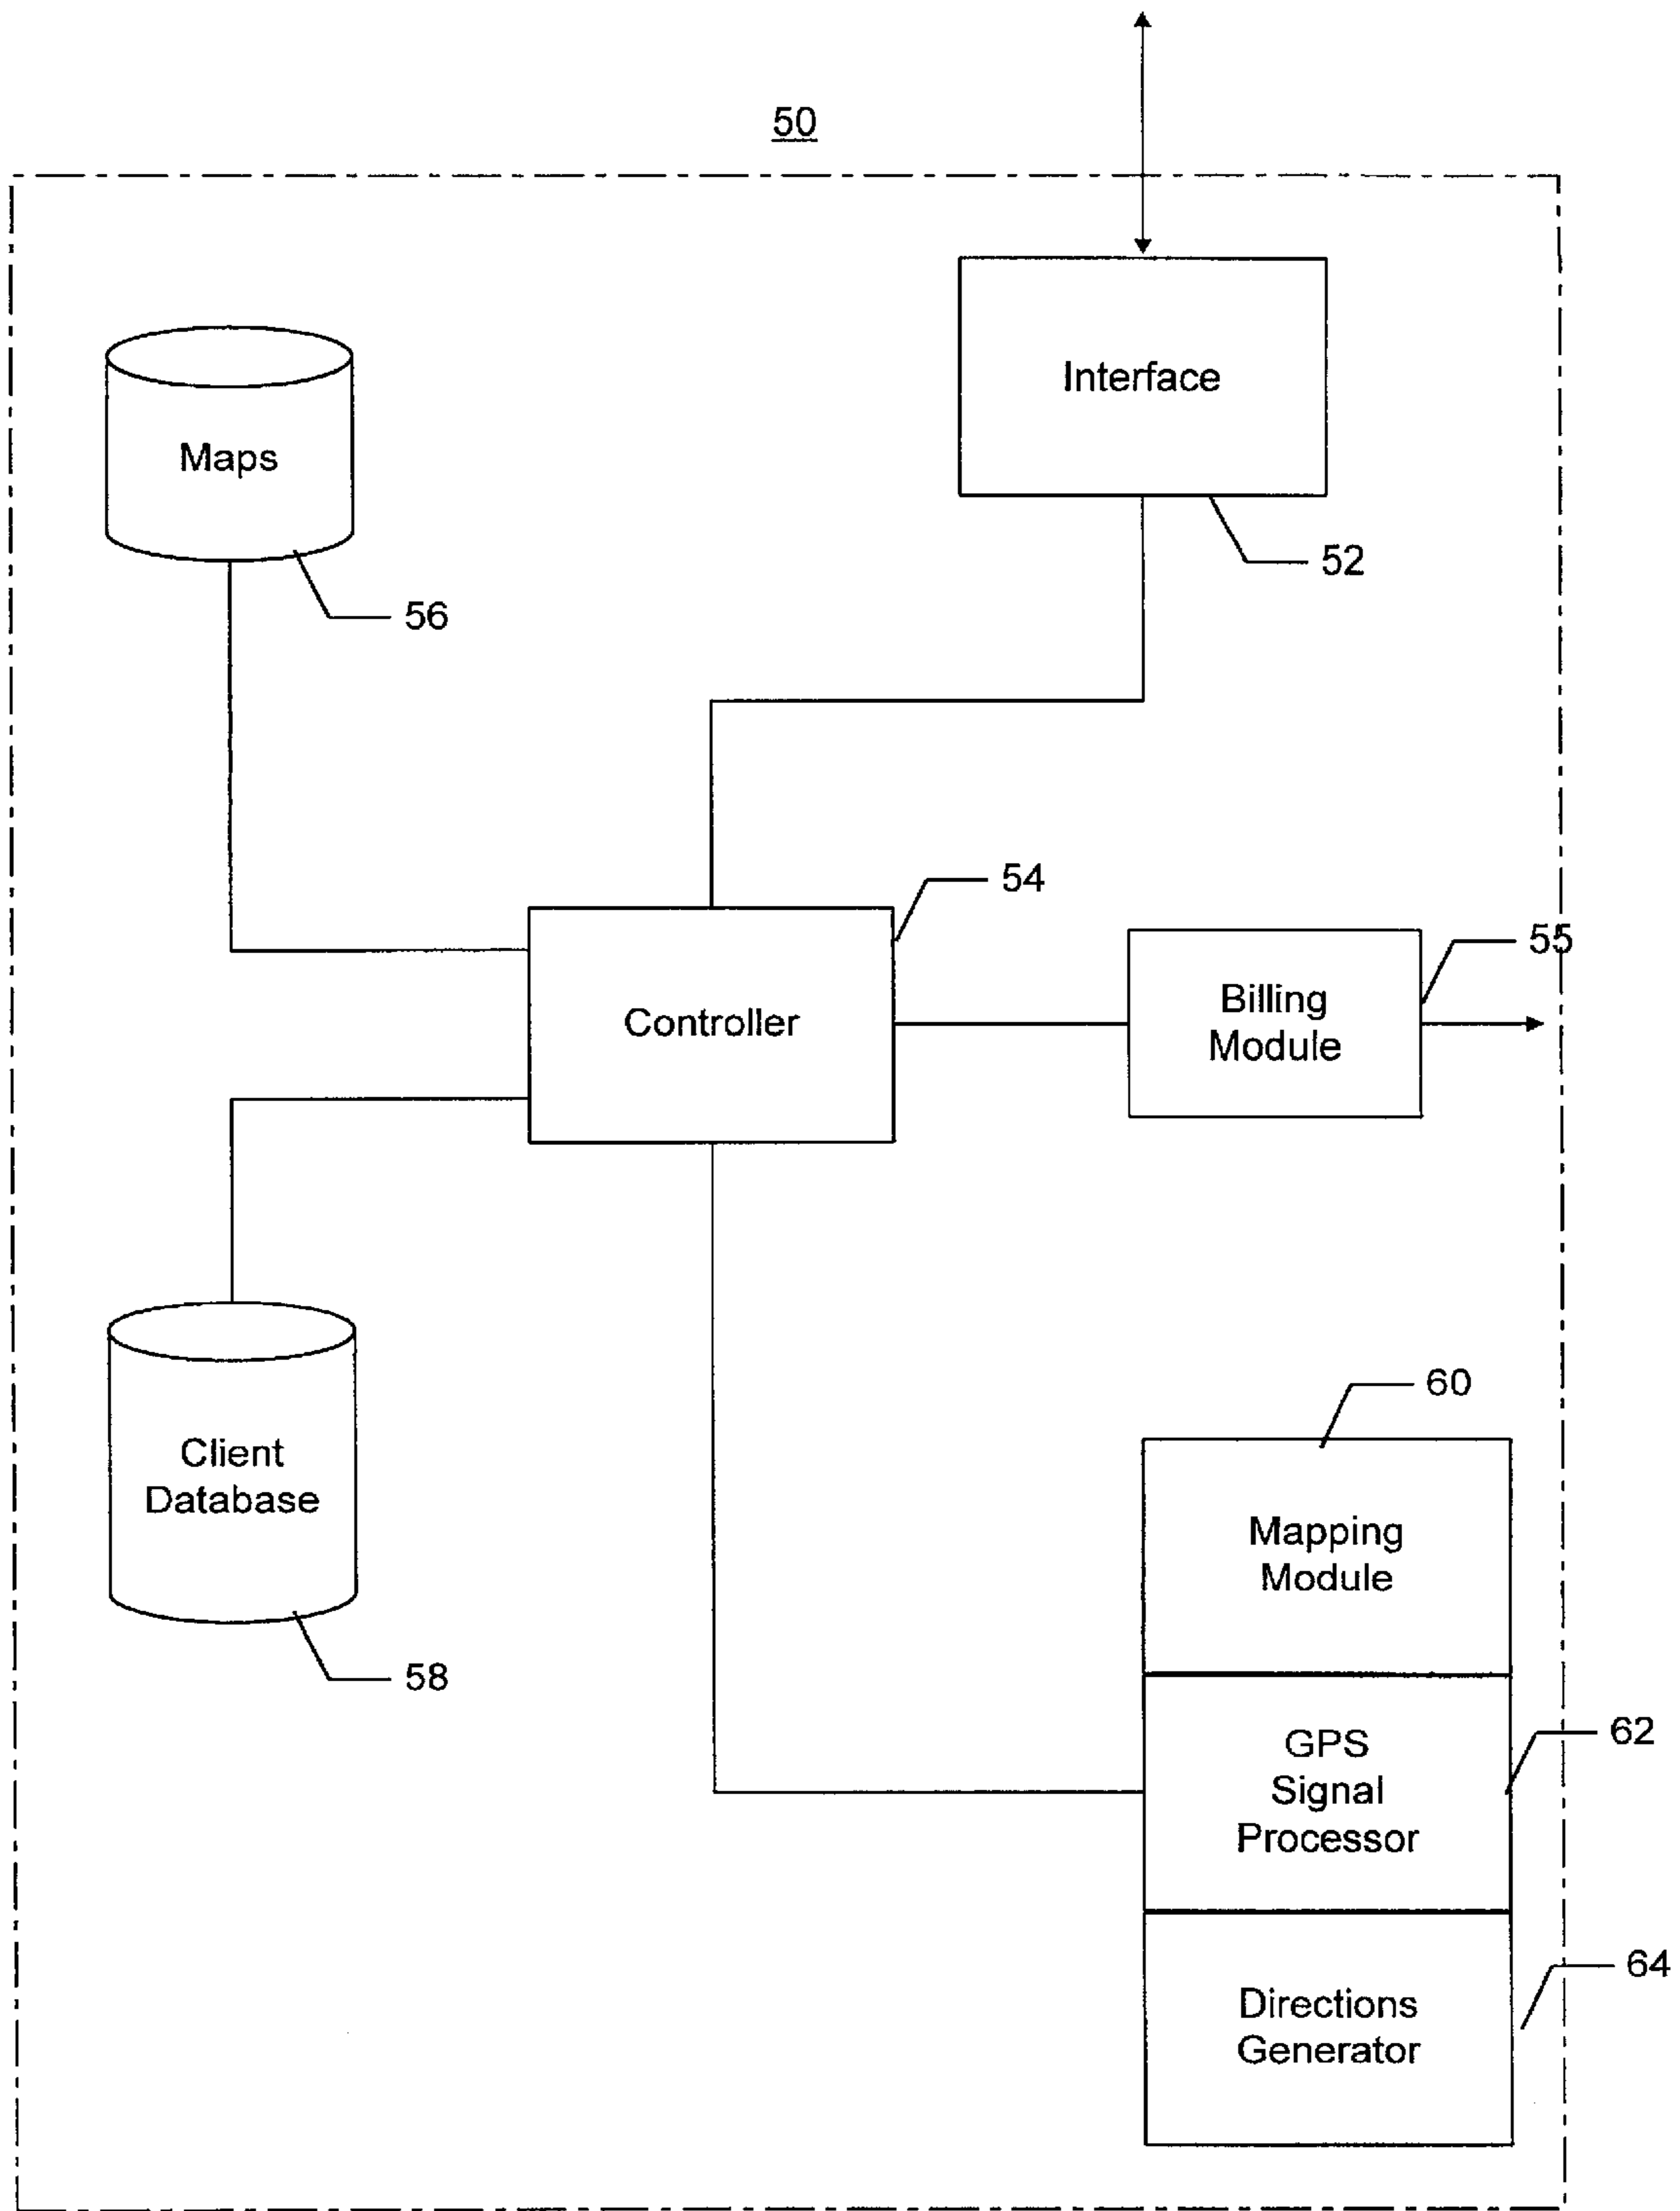 50
Interface
52
Maps
56
54
Controller
Billing
Module
55
Client
Database
58
60
Mapping
Module
GPS
Signal
Processor
62
Directions
Generator
64